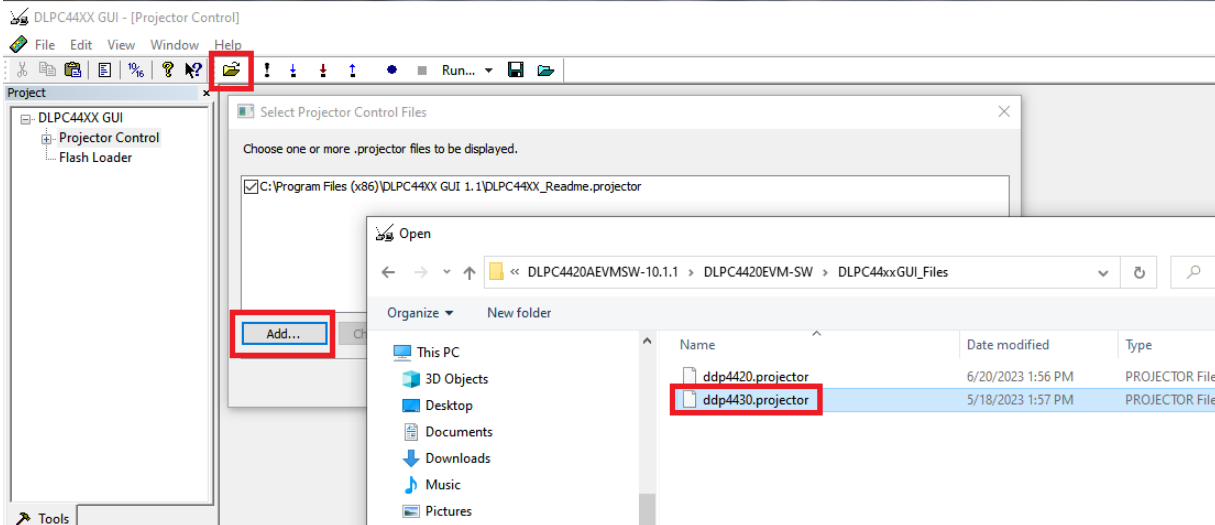 DLPC44XX GUI - [Projector Control]
File Edit View Window Help
10/16 Run...
Project x
DLPC44XX GUI
Projector Control
Flash Loader
Tools
Select Projector Control Files
Choose one or more .projector files to be displayed.
C:\Program Files (x86)\DLPC44XX GUI 1.1\DLPC44XX_Readme.projector
Add...
Ch
Open
« DLPC4420AEVMSW-10.1.1 > DLPC4420EVM-SW > DLPC44xxGUI_Files
Organize New folder
This PC
3D Objects
Desktop
Documents
Downloads
Music
Pictures
Name Date modified Type
ddp4420.projector 6/20/2023 1:56 PM PROJECTOR File
ddp4430.projector 5/18/2023 1:57 PM PROJECTOR File